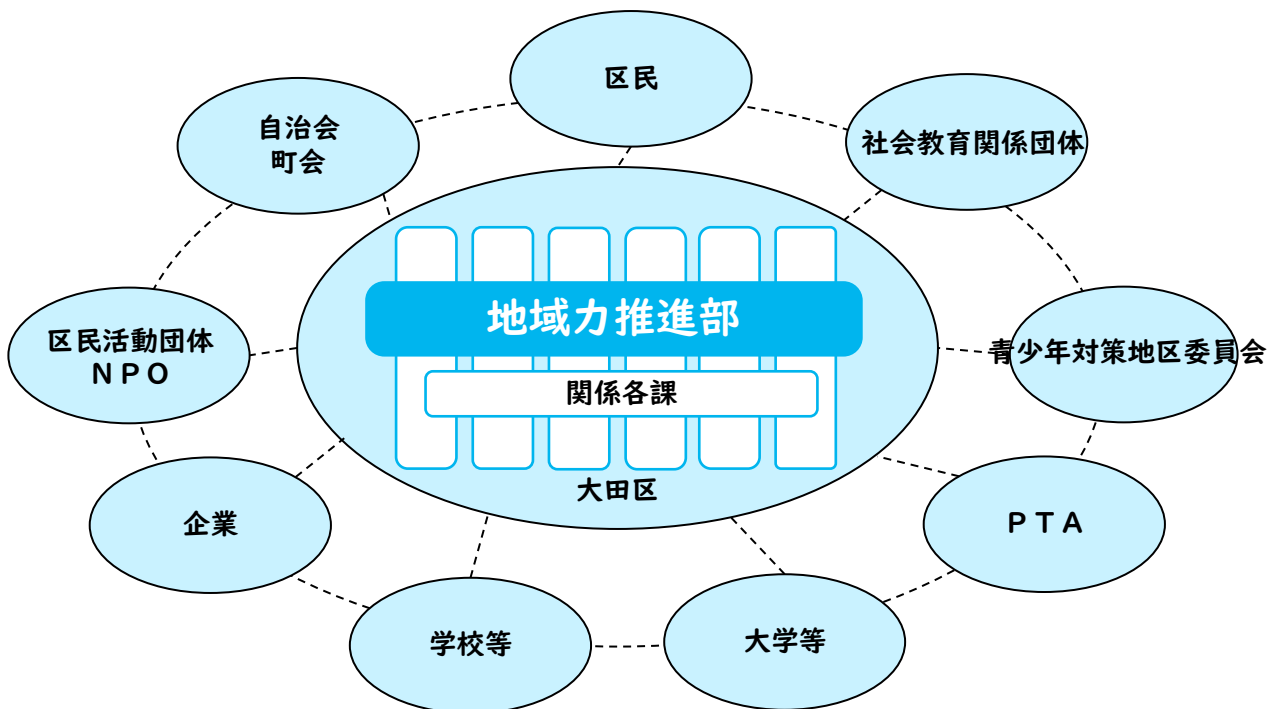 区民
自治会
町会
社会教育関係団体
地域力推進部
区民活動団体
ＮＰＯ
青少年対策地区委員会
関係各課
大田区
企業
ＰＴＡ
学校等
大学等